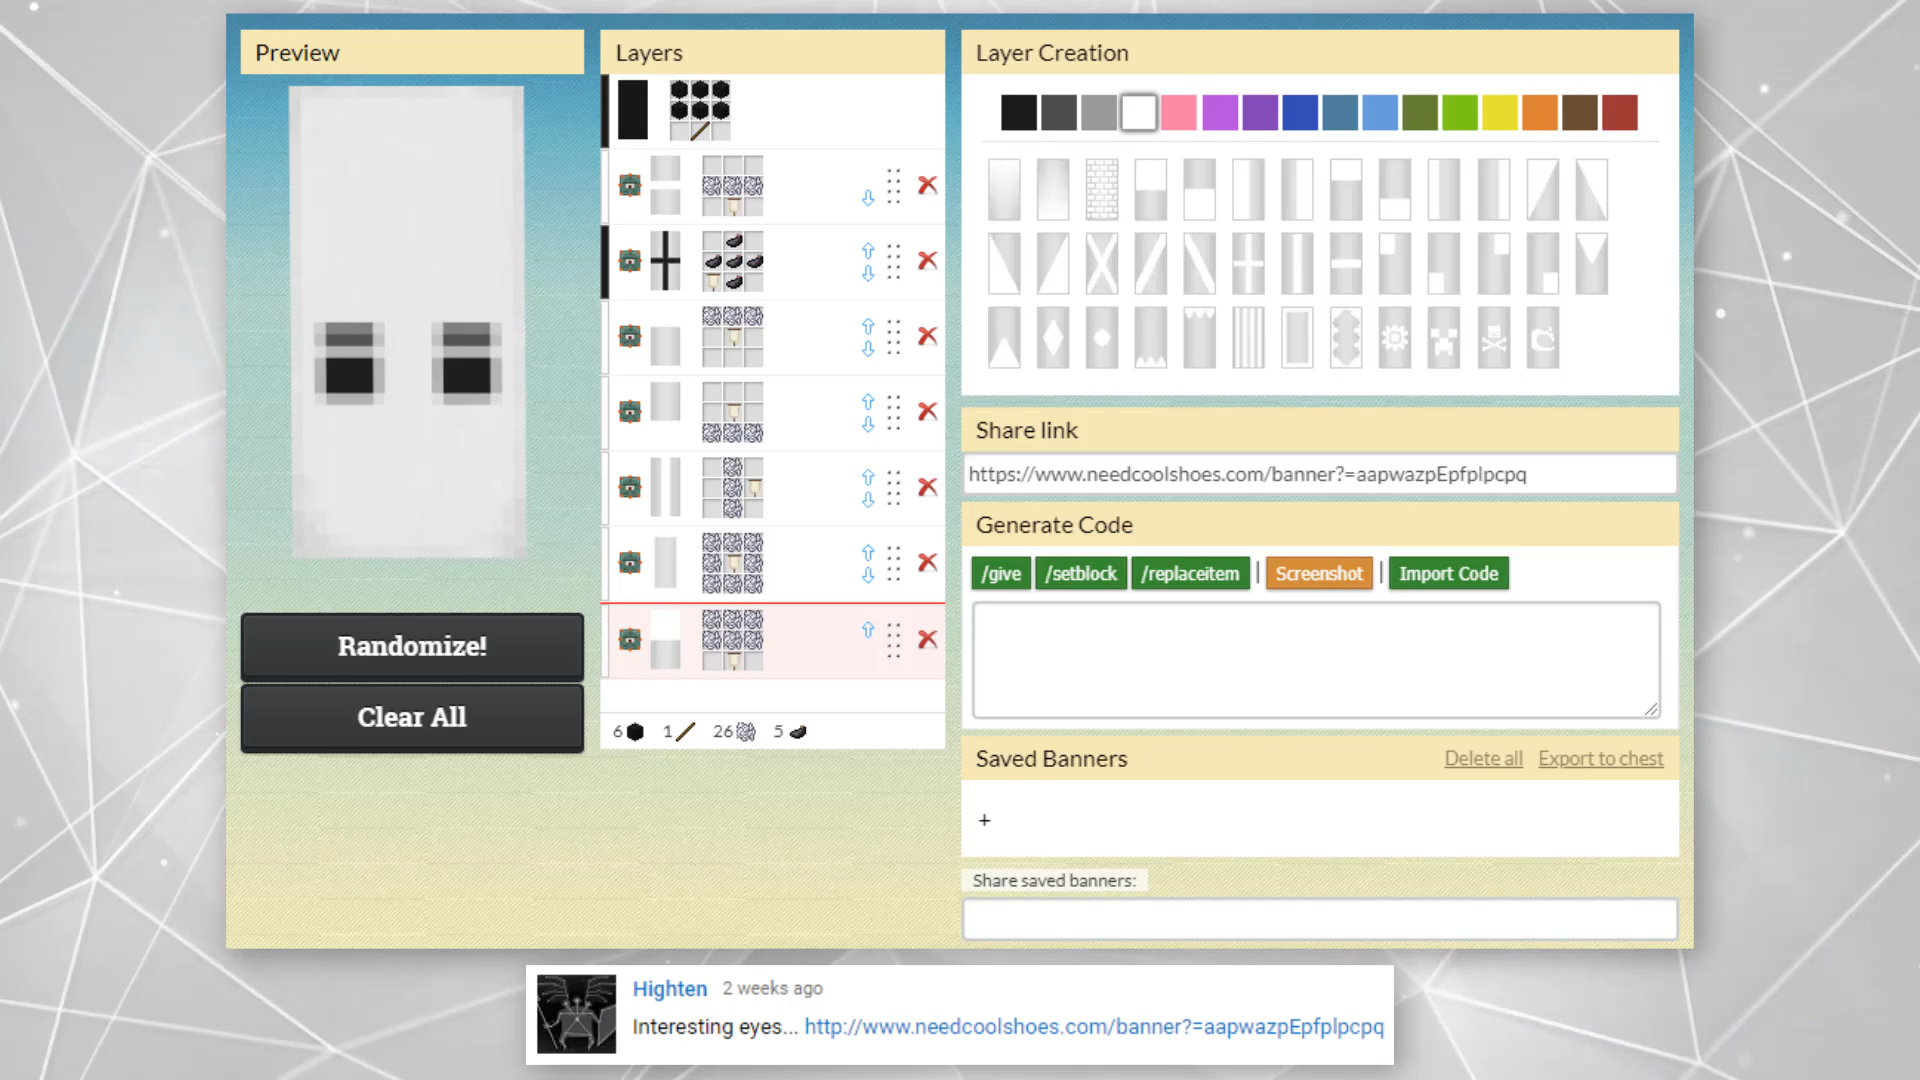 Preview
Layers
Layer Creation
Share link
https://www.needcoolshoes.com/banner?=aapwazpEpfplpcpq
Generate Code
/give /setblock /replaceitem | Screenshot | Import Code
Randomize!
Clear All
6 1 26 5
Saved Banners Delete all Export to chest
+
Share saved banners:
Highten 2 weeks ago
Interesting eyes... http://www.needcoolshoes.com/banner?=aapwazpEpfplpcpq